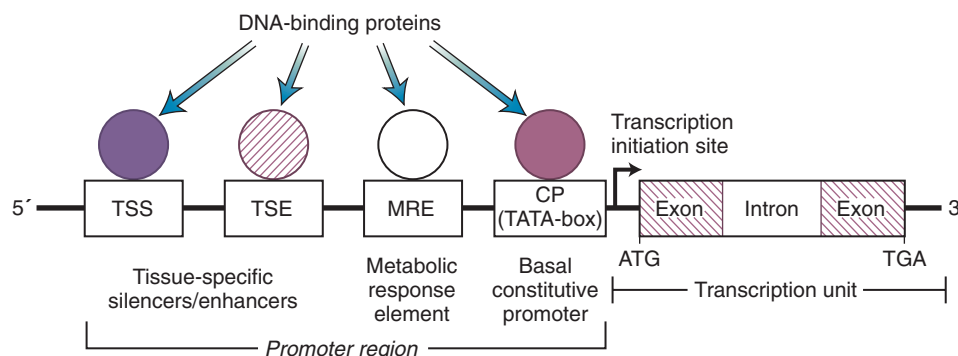 DNA-binding proteins
Transcription
initiation site
5´
TSS
TSE
MRE
CP
(TATA-box)
Exon
Intron
Exon
3
ATG
TGA
Tissue-specific
silencers/enhancers
Metabolic
response
element
Basal
constitutive
promoter
Transcription unit
Promoter region